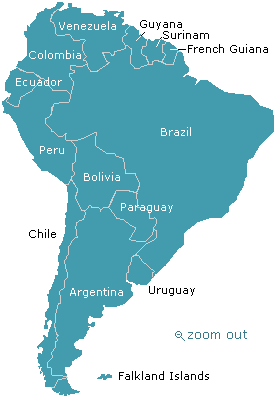 Guyana
Venezuela
Surinam
French Guiana
Colombia
Ecuador
Brazil
Peru
Bolivia
Paraguay
Chile
Uruguay
Argentina
zoom out
Falkland Islands